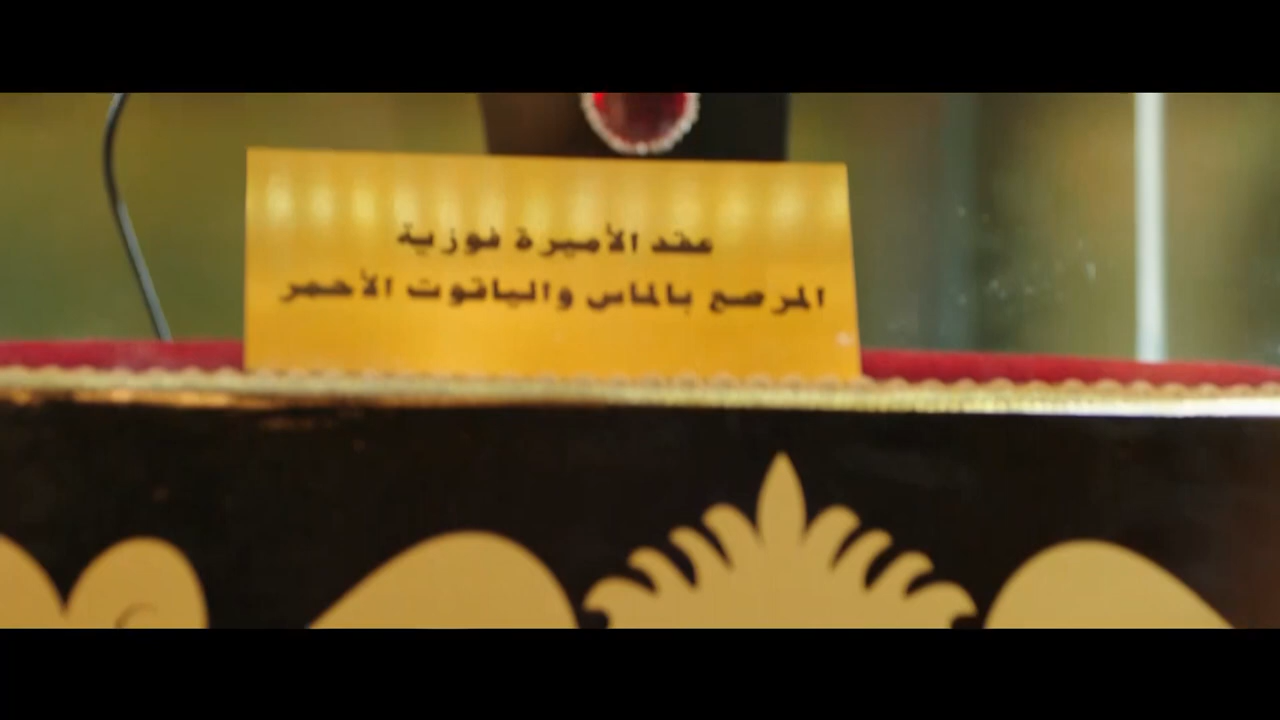 عقد الأميرة فوزية
المرصع بالماس والياقوت الأحمر